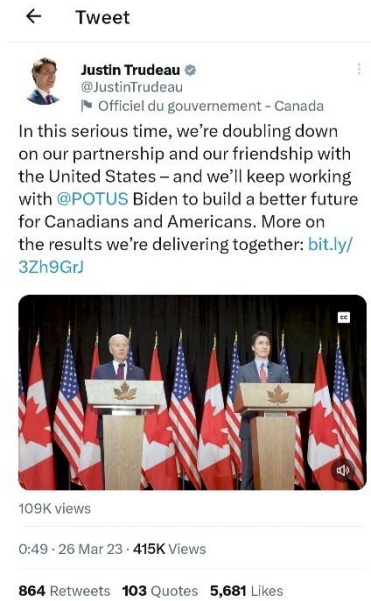 Tweet
Justin Trudeau
@JustinTrudeau
Officiel du gouvernement - Canada
In this serious time, we’re doubling down
on our partnership and our friendship with
the United States – and we’ll keep working
with @POTUS Biden to build a better future
for Canadians and Americans. More on
the results we’re delivering together: bit.ly/
3Zh9GrJ
CC
109K views
0:49 · 26 Mar 23 · 415K Views
864 Retweets 103 Quotes 5,681 Likes